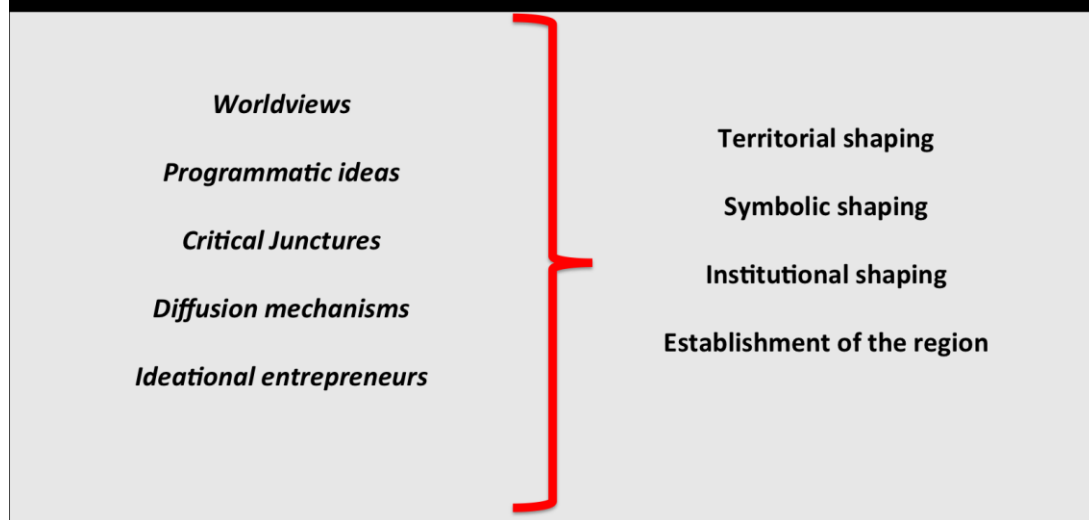 Worldviews
Programmatic ideas
Critical Junctures
Diffusion mechanisms
Ideational entrepreneurs
Territorial shaping
Symbolic shaping
Institutional shaping
Establishment of the region